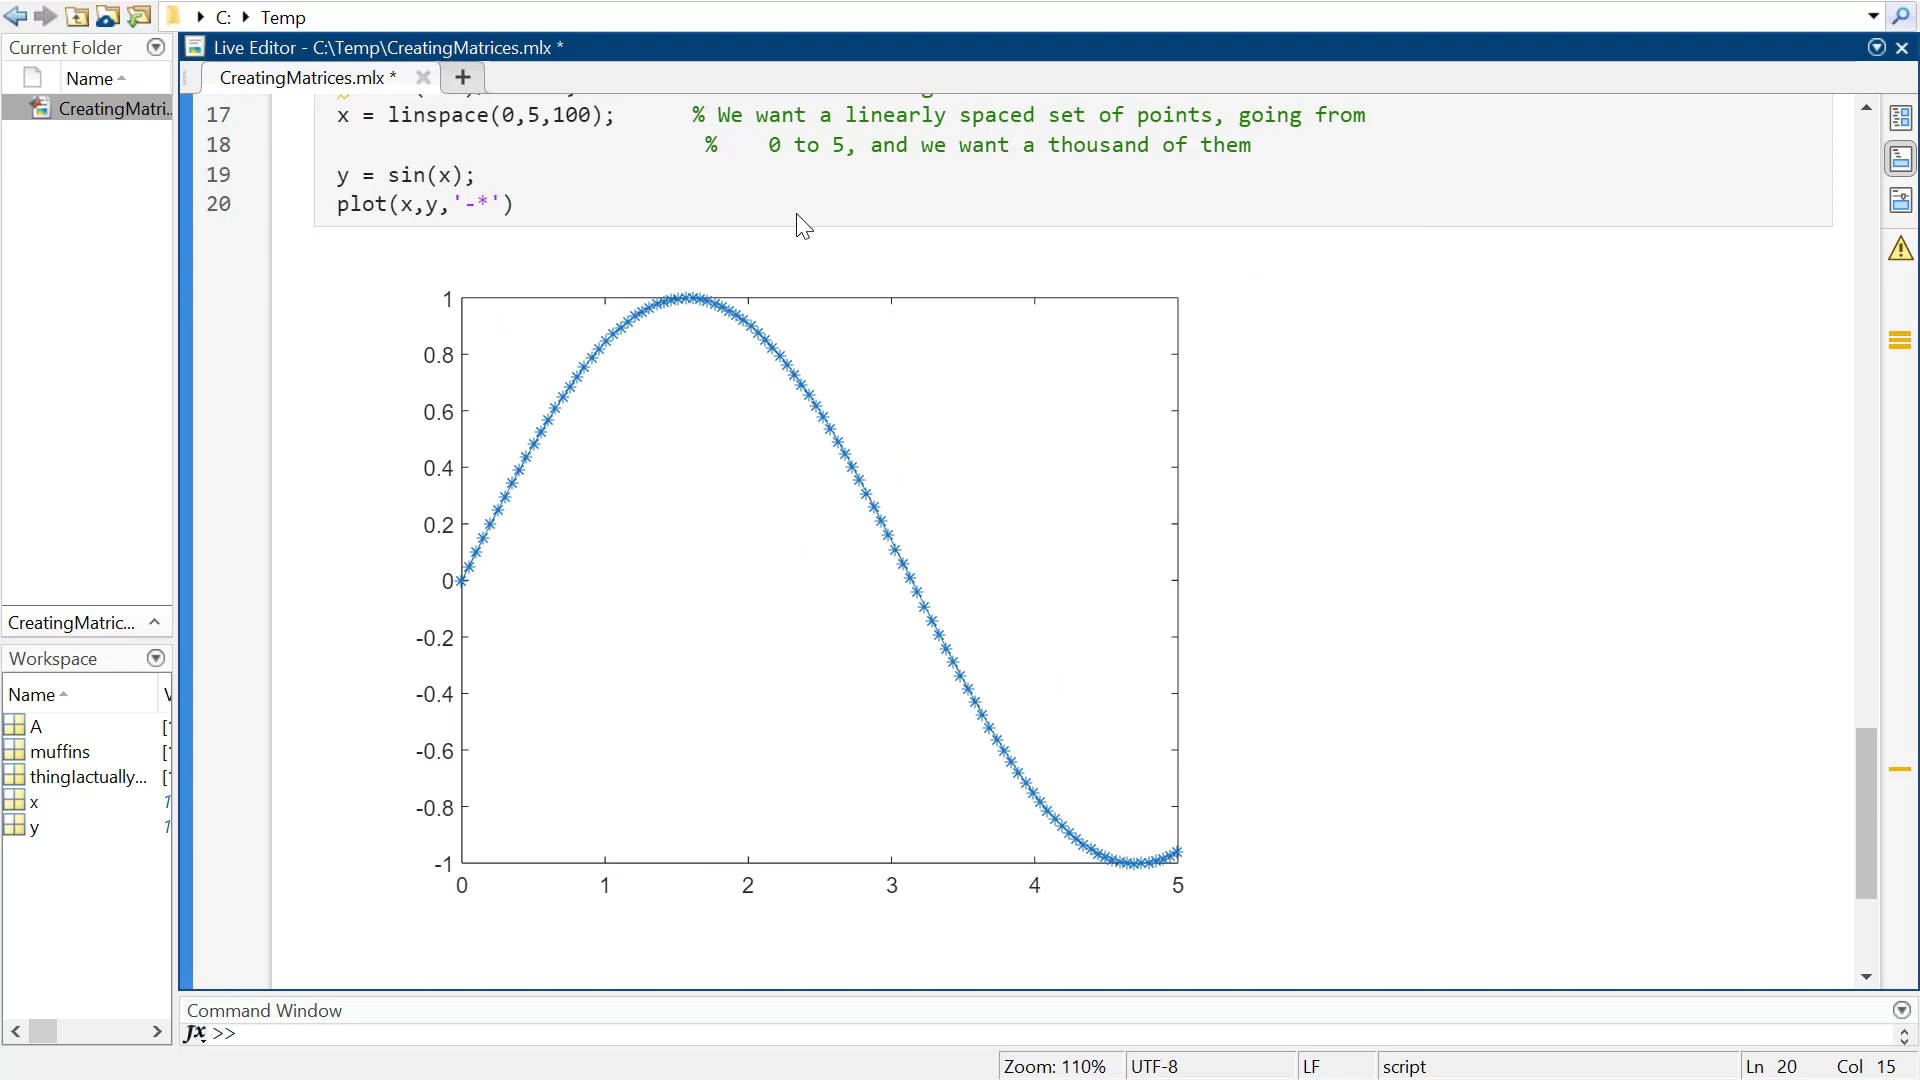 C: Temp
Current Folder
Live Editor - C:\Temp\CreatingMatrices.mlx *
Name
CreatingMatrices.mlx *
CreatingMatri...
17 x = linspace(0,5,100); % We want a linearly spaced set of points, going from
18 % 0 to 5, and we want a thousand of them
19 y = sin(x);
20 plot(x,y,'-*')
1
0.8
0.6
0.4
0.2
0
-0.2
-0.4
-0.6
-0.8
-1
0 1 2 3 4 5
CreatingMatric...
Workspace
Name
A
muffins
thingIactually...
x 1
y 1
Command Window
fx >>
Zoom: 110% UTF-8 LF script Ln 20 Col 15